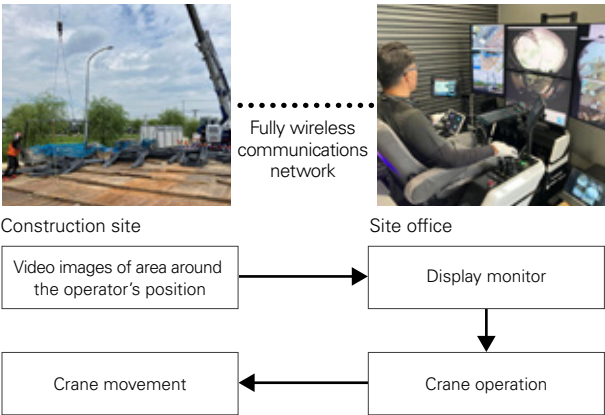 Fully wireless
communications
network
Construction site
Site office
Video images of area around
the operator's position
Display monitor
Crane movement
Crane operation